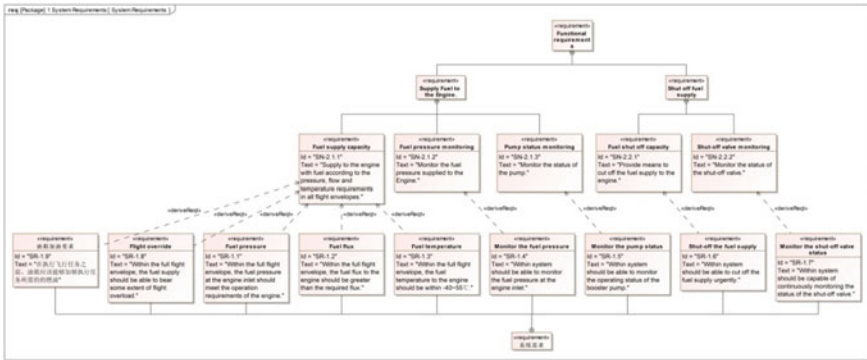 req [Package] 1 System Requirements [ System Requirements ]
«requirement»
Functional
requirement
s
«requirement»
Supply Fuel to
the Engine.
«requirement»
Shut off fuel
supply
«requirement»
Fuel supply capacity
Id = "SN-2.1.1"
Text = "Supply to the engine
with fuel according to the
pressure, flow and
temperature requirements
in all flight envelopes."
«requirement»
Fuel pressure monitoring
Id = "SN-2.1.2"
Text = "Monitor the fuel
pressure supplied to the
Engine."
«requirement»
Pump status monitoring
Id = "SN-2.1.3"
Text = "Monitor the status of
the pump."
«requirement»
Fuel shut off capacity
Id = "SN-2.2.1"
Text = "Provide means to
cut off the fuel supply to the
engine."
«requirement»
Shut-off valve monitoring
Id = "SN-2.2.2"
Text = "Monitor the status of
the shut-off valve."
«deriveReqt»
«deriveReqt»
«deriveReqt»
«deriveReqt»
«deriveReqt»
«deriveReqt»
«deriveReqt»
«deriveReqt»
«deriveReqt»
«requirement»
Id = "SR-1.9"
«requirement»
Flight override
Id = "SR-1.8"
Text = "Within the full flight
envelope, the fuel supply
should be able to bear
some extent of flight
overload."
«requirement»
Fuel pressure
Id = "SR-1.1"
Text = "Within the full flight
envelope, the fuel pressure
at the engine inlet should
meet the operation
requirements of the engine."
«requirement»
Fuel flux
Id = "SR-1.2"
Text = "Within the full flight
envelope, the fuel flux to the
engine should be greater
than the required flux."
«requirement»
Fuel temperature
Id = "SR-1.3"
Text = "Within the full flight
envelope, the fuel
temperature to the engine
should be within -40~55℃."
«requirement»
Monitor the fuel pressure
Id = "SR-1.4"
Text = "Within system
should be able to monitor
the fuel pressure at the
engine inlet."
«requirement»
Monitor the pump status
Id = "SR-1.5"
Text = "Within system
should be able to monitor
the operating status of the
booster pump."
«requirement»
Shut-off the fuel supply
Id = "SR-1.6"
Text = "Within system
should be able to cut off the
fuel supply urgently."
«requirement»
Monitor the shut-off valve
status
Id = "SR-1.7"
Text = "Within system
should be capable of
continuously monitoring the
status of the shut-off valve."
«requirement»
系统需求